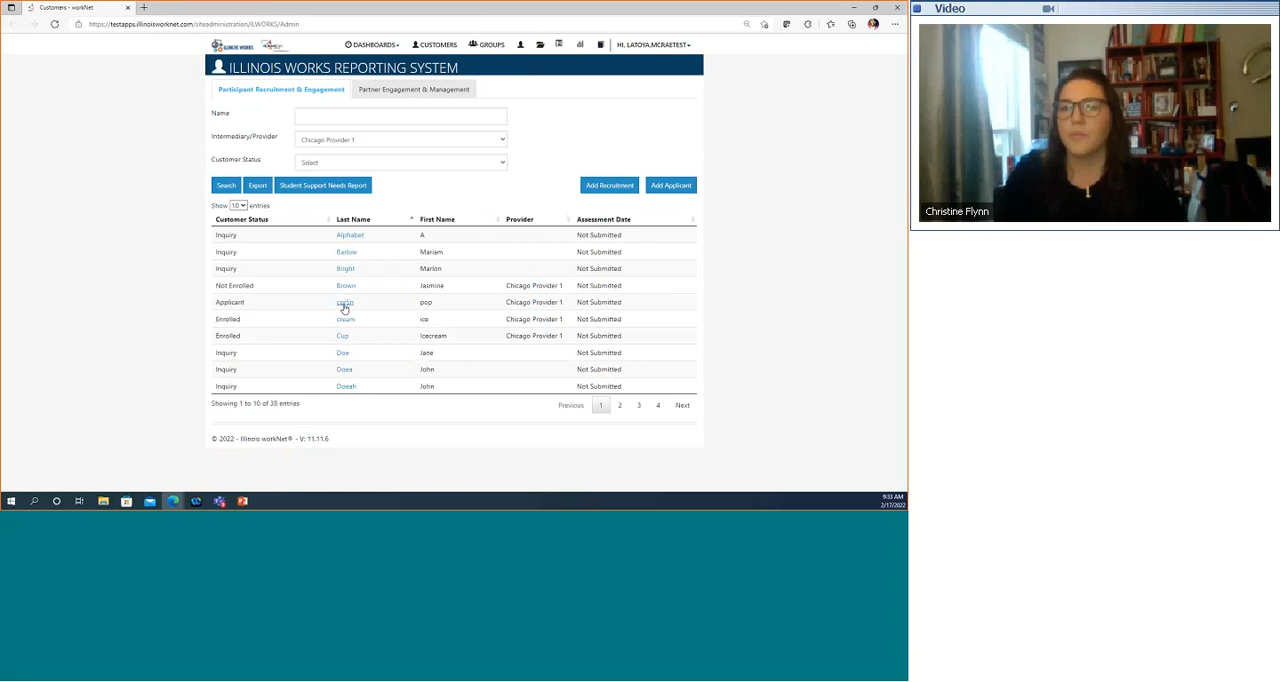 Customers - workNet
https://testapps.illinoisworknet.com/siteadministration/ILWORKS/Admin
Video
ILLINOIS WORKS
DASHBOARDS
CUSTOMERS
GROUPS
HI, LATOYA.MCRAETEST
ILLINOIS WORKS REPORTING SYSTEM
Participant Recruitment & Engagement
Partner Engagement & Management
Name
Intermediary/Provider
Chicago Provider 1
Customer Status
Select
Search
Export
Student Support Needs Report
Add Recruitment
Add Applicant
Show 10 entries
Customer Status Last Name First Name Provider Assessment Date
Inquiry Alphabet A Not Submitted
Inquiry Barlow Mariam Not Submitted
Inquiry Bright Marlon Not Submitted
Not Enrolled Brown Jasmine Chicago Provider 1 Not Submitted
Applicant pop Chicago Provider 1 Not Submitted
Enrolled cream ice Chicago Provider 1 Not Submitted
Enrolled Cup Icecream Chicago Provider 1 Not Submitted
Inquiry Doe Jane Not Submitted
Inquiry Doea John Not Submitted
Inquiry Doeah John Not Submitted
Showing 1 to 10 of 38 entries
Previous 1 2 3 4 Next
© 2022 - Illinois workNet® - V: 11.11.6
9:33 AM
2/17/2022
Christine Flynn